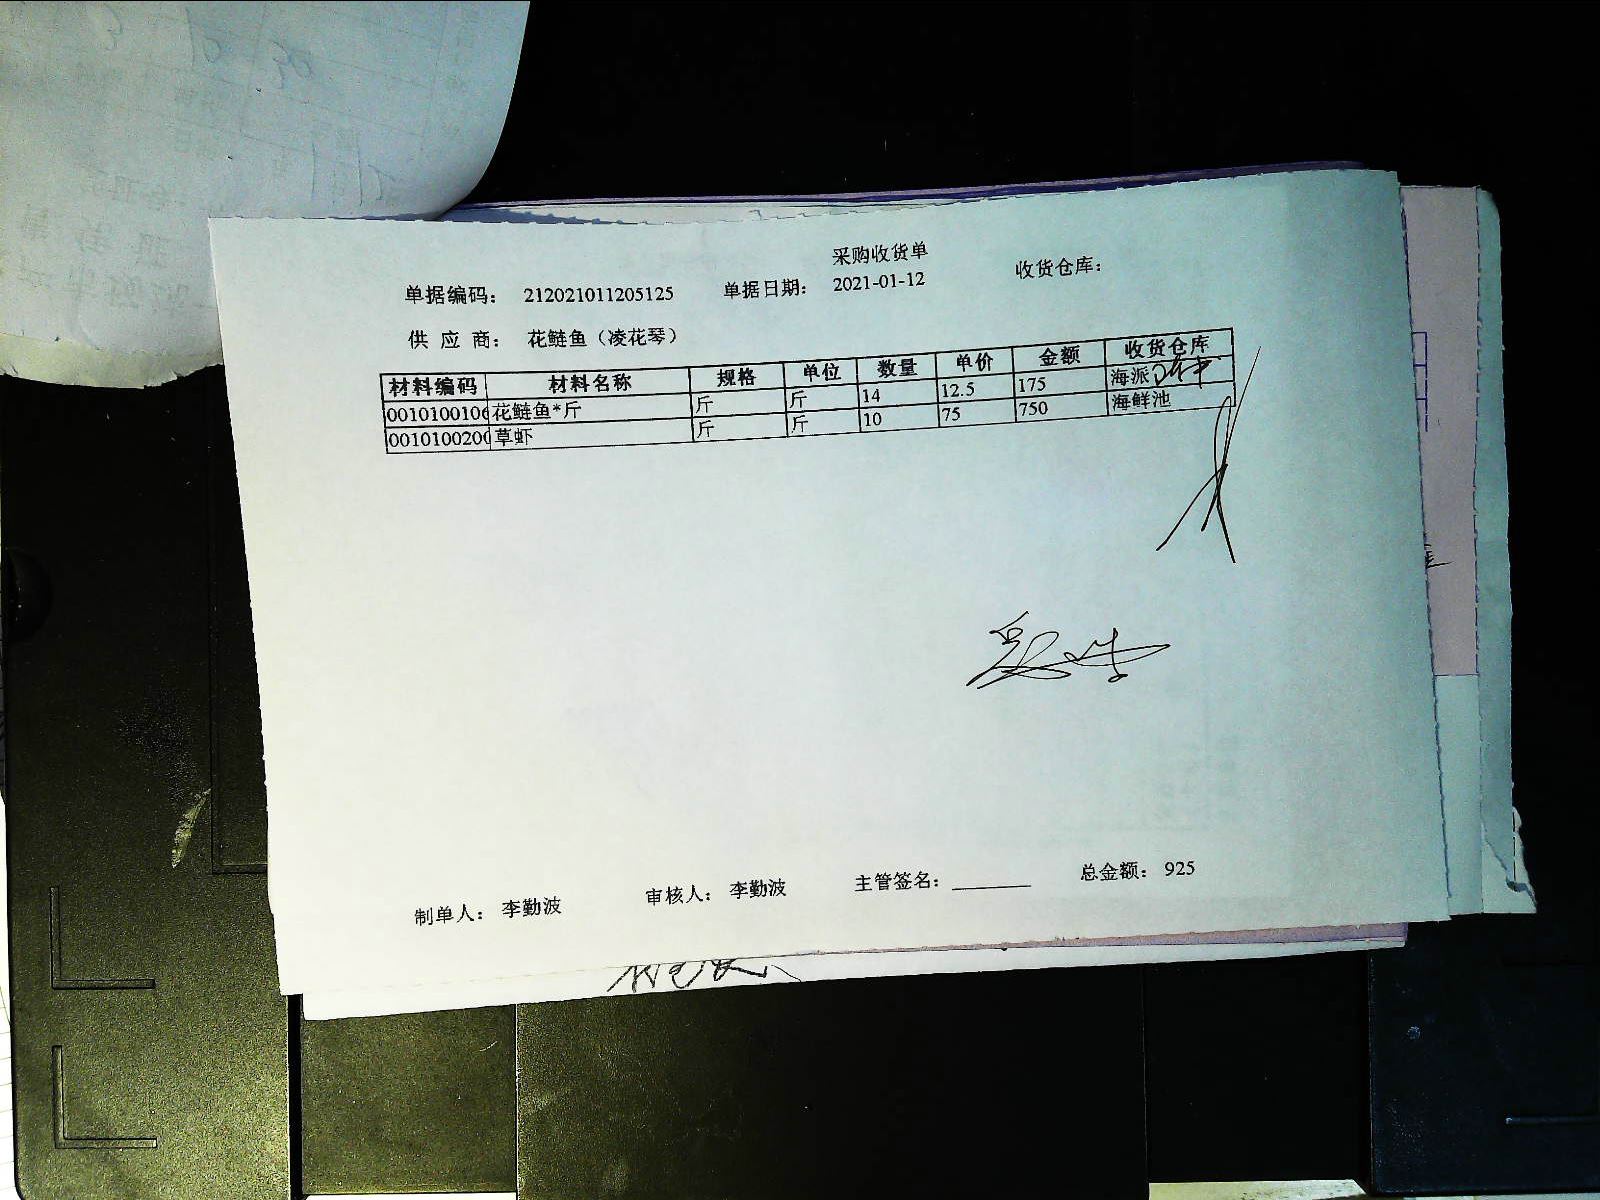 采购收货单
单据编码： 212021011205125 单据日期： 2021-01-12 收货仓库：
供 应 商： 花鲢鱼（凌花琴）
材料编码 材料名称 规格 单位 数量 单价 金额 收货仓库
0010100106 花鲢鱼*斤 斤 斤 14 12.5 175 海派
0010100200 草虾 斤 斤 10 75 750 海鲜池
制单人： 李勤波 审核人： 李勤波 主管签名： 总金额： 925